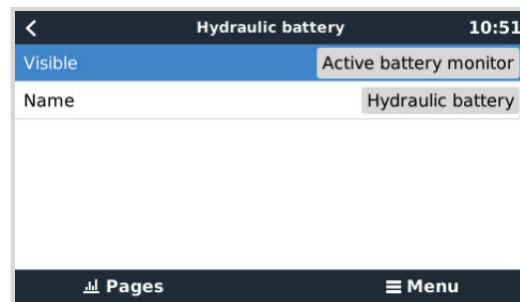 Hydraulic battery 10:51
Visible Active battery monitor
Name Hydraulic battery
Pages Menu